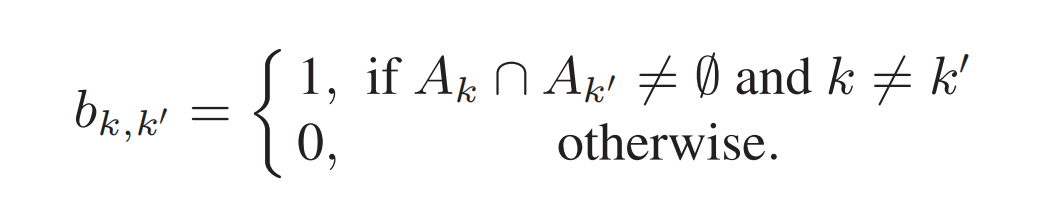 b_{k,k'} = { 1, if A_k ∩ A_{k'} ≠ ∅ and k ≠ k'
0, otherwise.